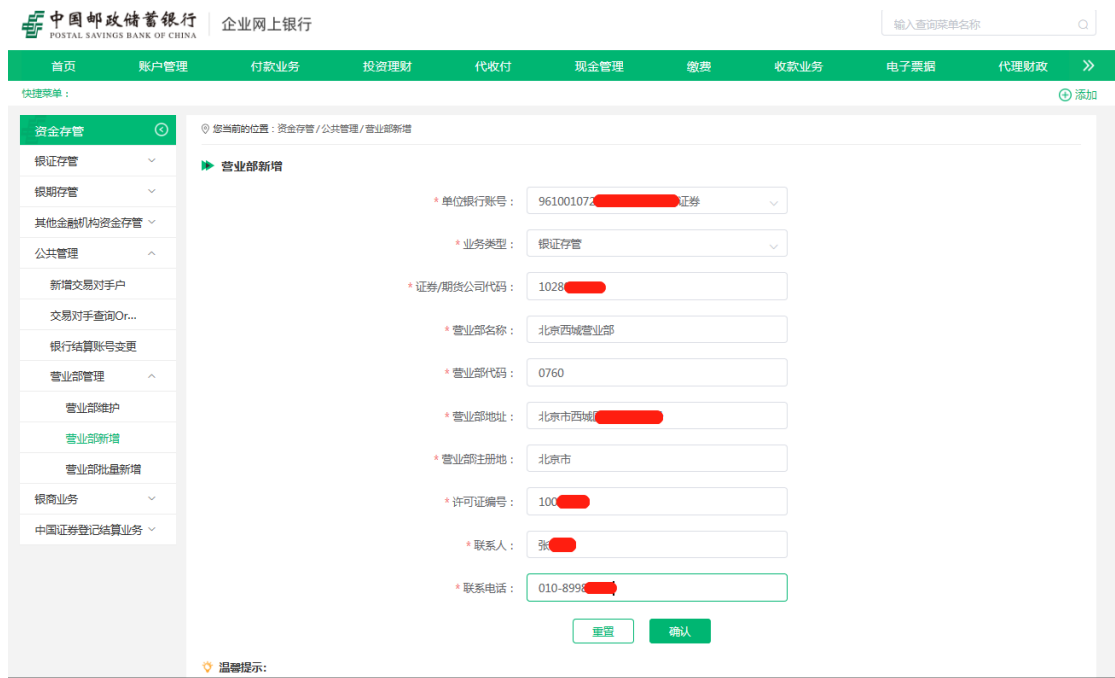 中国邮政储蓄银行
POSTAL SAVINGS BANK OF CHINA
企业网上银行
输入查询菜单名称
首页 账户管理 付款业务 投资理财 代收付 现金管理 缴费 收款业务 电子票据 代理财政
快捷菜单：
添加
资金存管
银证存管
银期存管
其他金融机构资金存管
公共管理
新增交易对手户
交易对手查询Or...
银行结算账号变更
营业部管理
营业部维护
营业部新增
营业部批量新增
银商业务
中国证券登记结算业务
您当前的位置：资金存管/公共管理/营业部新增
营业部新增
* 单位银行账号： 961001072 证券
* 业务类型： 银证存管
* 证券/期货公司代码： 1028
* 营业部名称： 北京西城营业部
* 营业部代码： 0760
* 营业部地址： 北京市西城
* 营业部注册地： 北京市
* 许可证编号： 100
* 联系人： 张
* 联系电话： 010-8998
重置 确认
温馨提示: